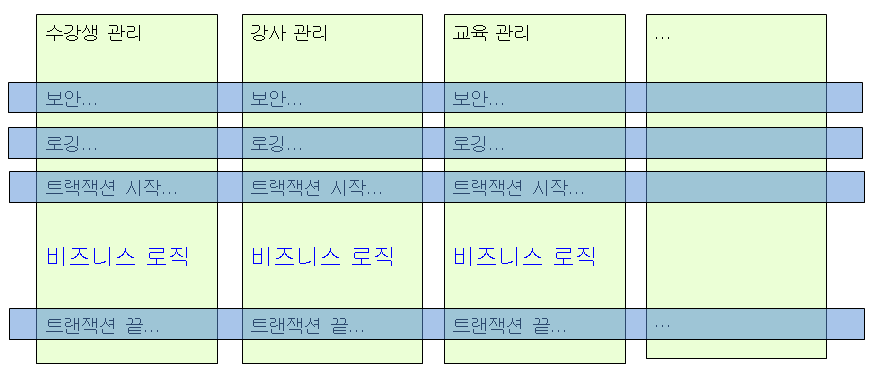 수강생 관리
강사 관리
교육 관리
...
보안...
보안...
보안...
로깅...
로깅...
로깅...
트랙잭션 시작...
트랙잭션 시작...
트랙잭션 시작...
비즈니스 로직
비즈니스 로직
비즈니스 로직
트랜잭션 끝...
트랜잭션 끝...
트랜잭션 끝...
...